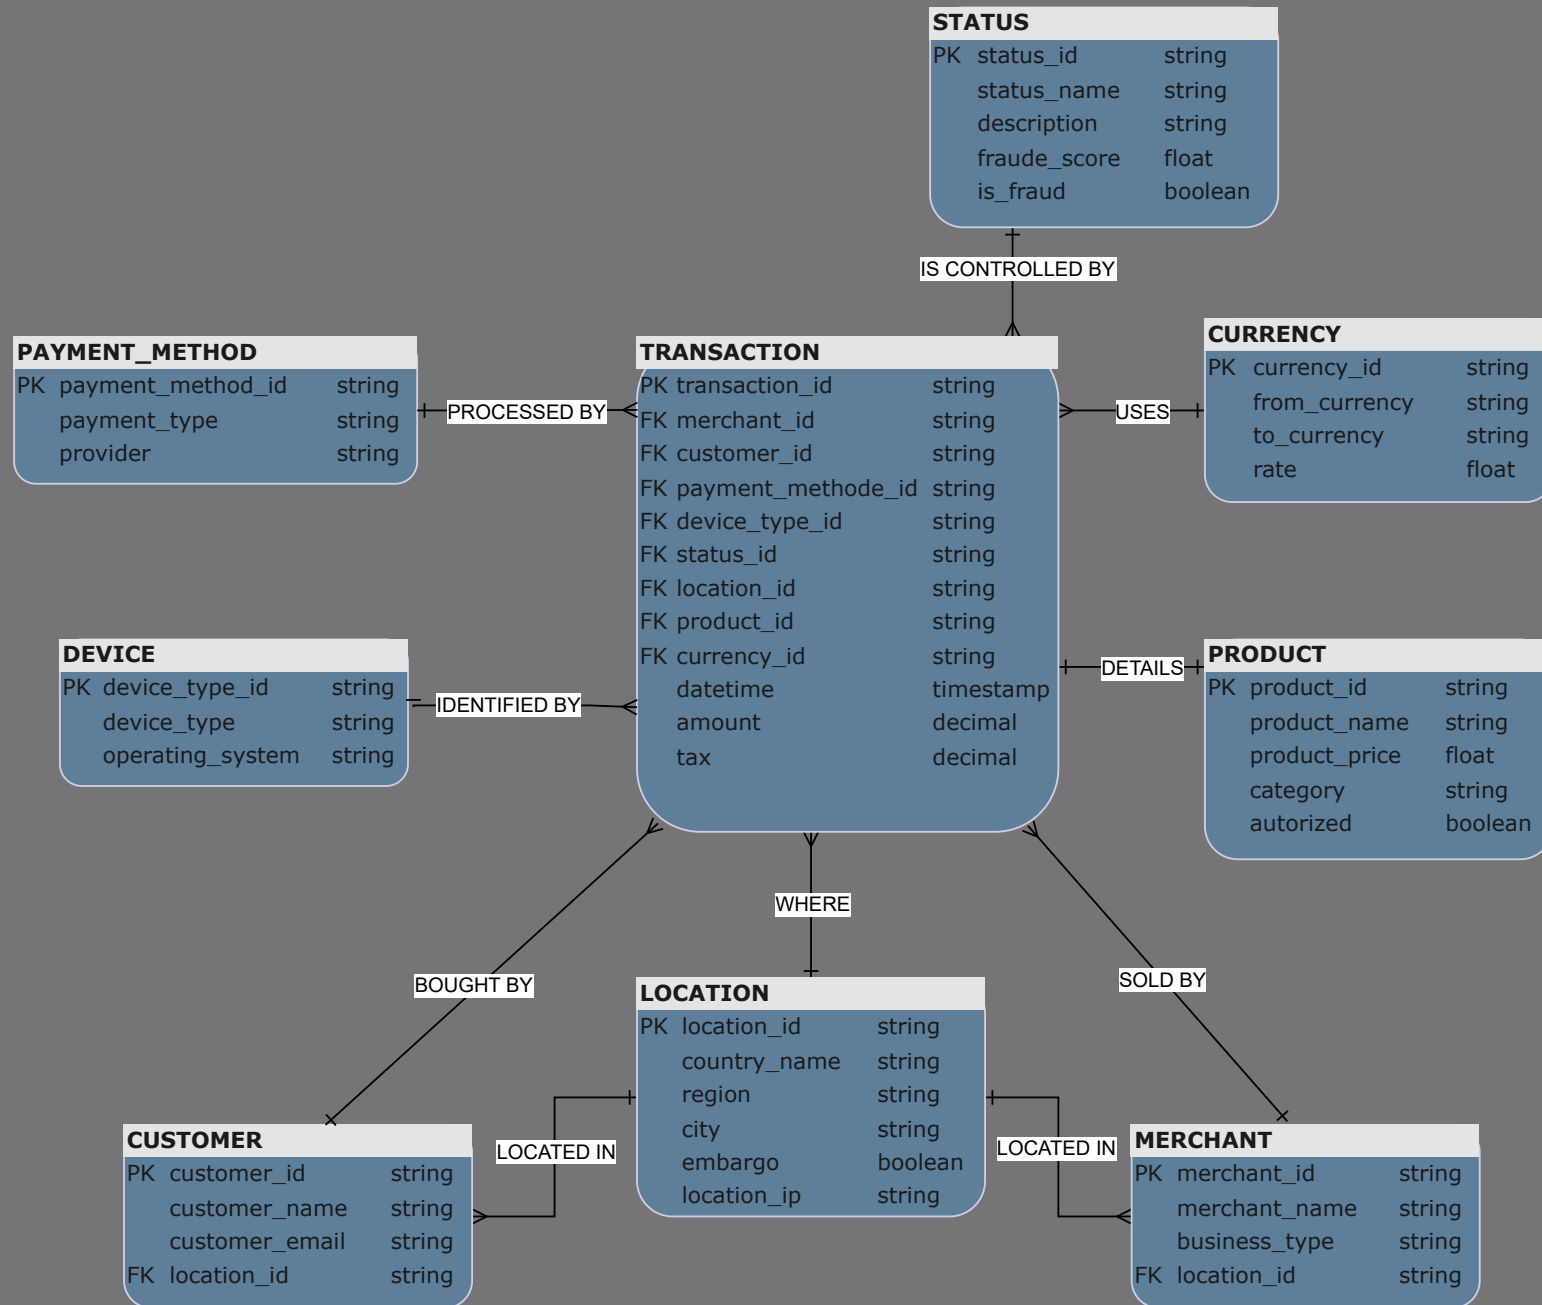 STATUS
PK status_id string
status_name string
description string
fraude_score float
is_fraud boolean
IS CONTROLLED BY
PAYMENT_METHOD
PK payment_method_id string
payment_type string
provider string
PROCESSED BY
TRANSACTION
PK transaction_id string
FK merchant_id string
FK customer_id string
FK payment_methode_id string
FK device_type_id string
FK status_id string
FK location_id string
FK product_id string
FK currency_id string
datetime timestamp
amount decimal
tax decimal
USES
CURRENCY
PK currency_id string
from_currency string
to_currency string
rate float
DEVICE
PK device_type_id string
device_type string
operating_system string
IDENTIFIED BY
DETAILS
PRODUCT
PK product_id string
product_name string
product_price float
category string
autorized boolean
WHERE
BOUGHT BY
SOLD BY
LOCATION
PK location_id string
country_name string
region string
city string
embargo boolean
location_ip string
LOCATED IN
LOCATED IN
CUSTOMER
PK customer_id string
customer_name string
customer_email string
FK location_id string
MERCHANT
PK merchant_id string
merchant_name string
business_type string
FK location_id string